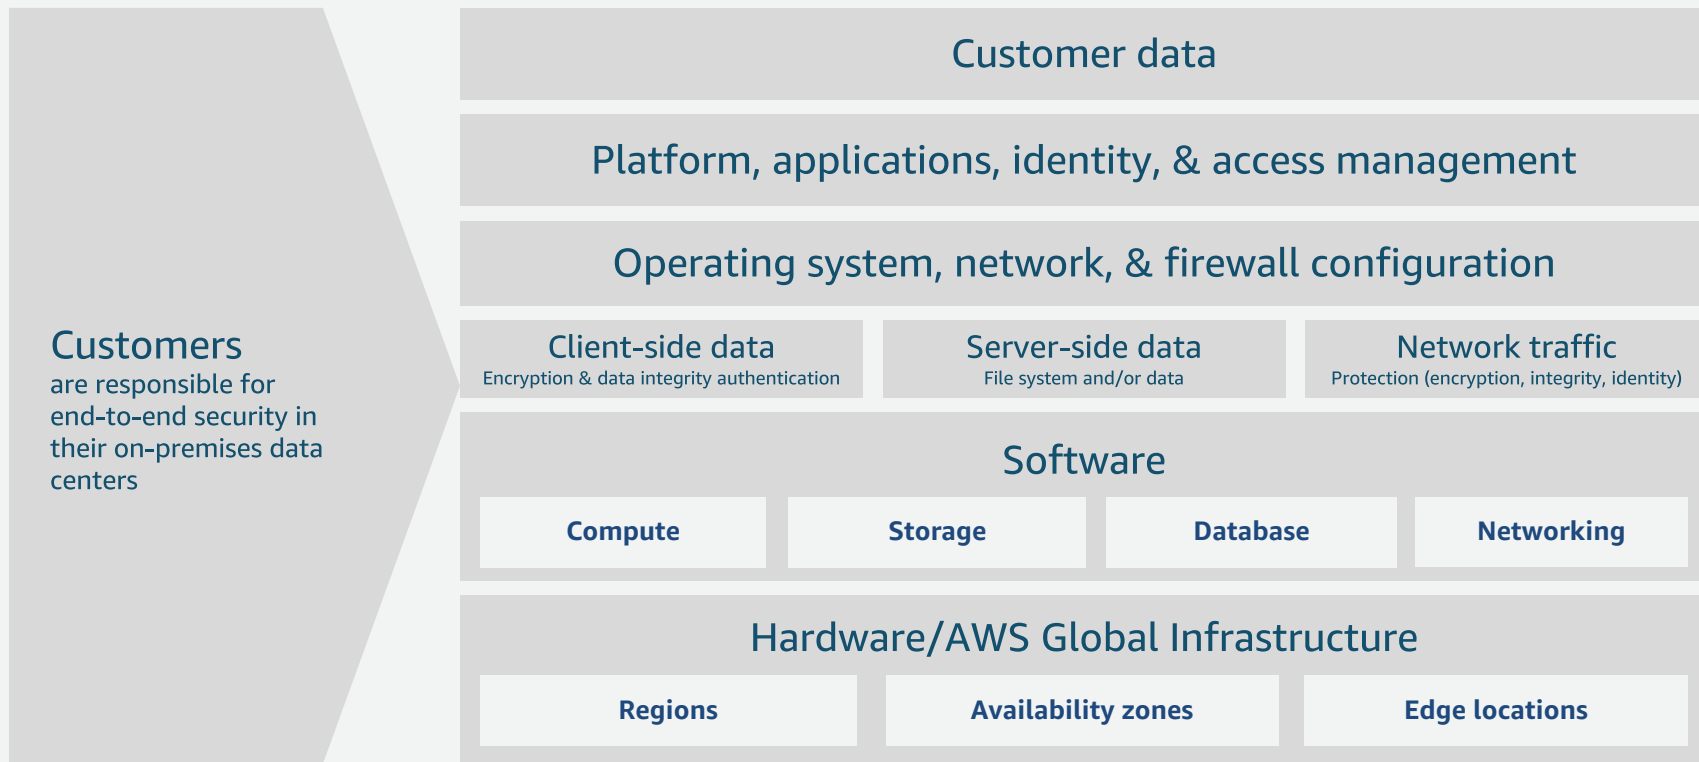 Customers
are responsible for
end-to-end security in
their on-premises data
centers
Customer data
Platform, applications, identity, & access management
Operating system, network, & firewall configuration
Client-side data
Encryption & data integrity authentication
Server-side data
File system and/or data
Network traffic
Protection (encryption, integrity, identity)
Software
Compute
Storage
Database
Networking
Hardware/AWS Global Infrastructure
Regions
Availability zones
Edge locations